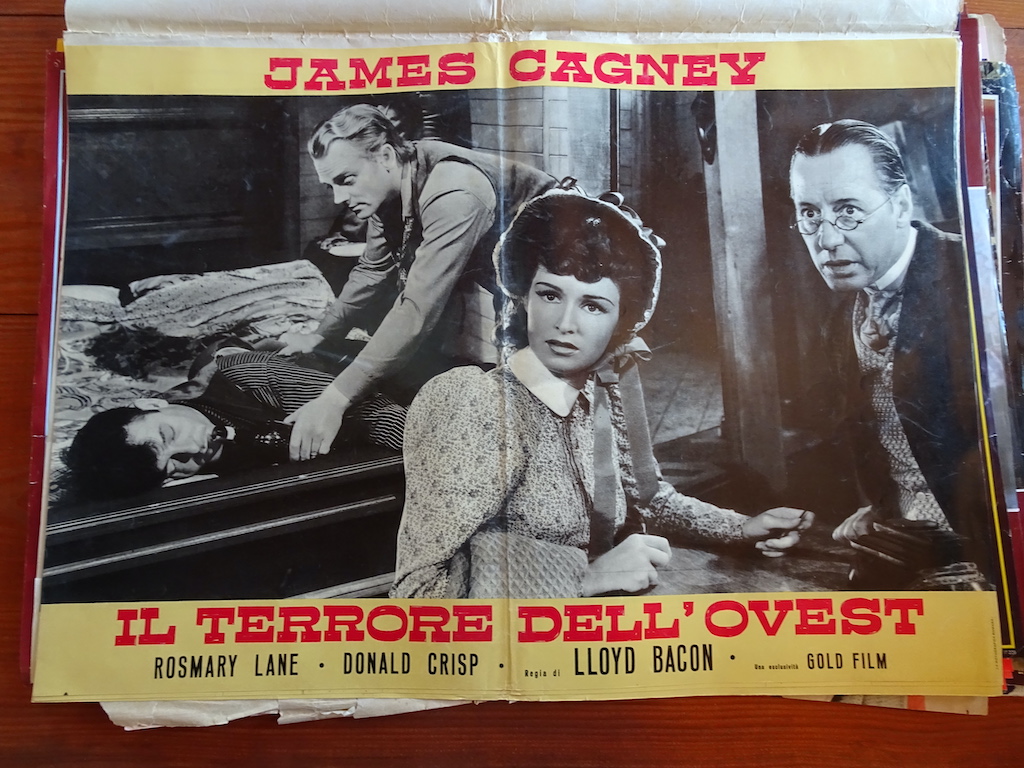 JAMES CAGNEY
IL TERRORE DELL'OVEST
ROSMARY LANE · DONALD CRISP · Regia di LLOYD BACON · Una esclusività GOLD FILM